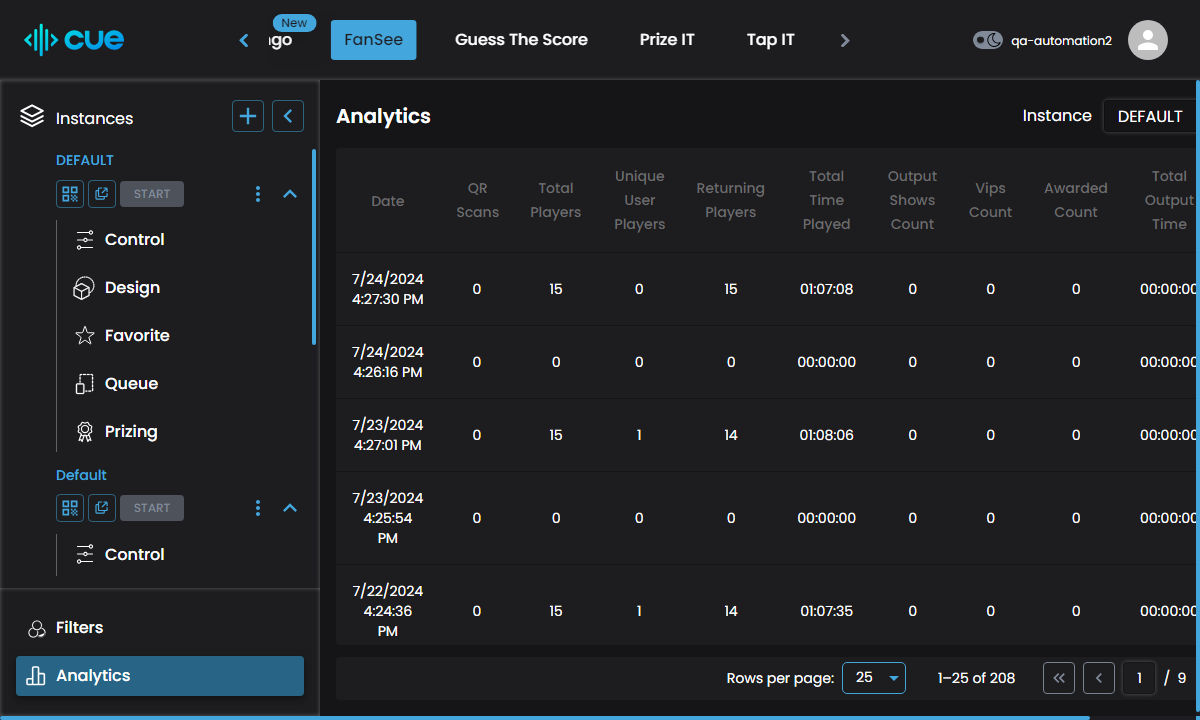 cue
New
ngo
FanSee
Guess The Score
Prize IT
Tap IT
qa-automation2
Instances
DEFAULT
START
Control
Design
Favorite
Queue
Prizing
Default
START
Control
Filters
Analytics
Analytics
Instance
DEFAULT
Date
QR Scans
Total Players
Unique User Players
Returning Players
Total Time Played
Output Shows Count
Vips Count
Awarded Count
Total Output Time
7/24/2024 4:27:30 PM 0 15 0 15 01:07:08 0 0 0 00:00:00
7/24/2024 4:26:16 PM 0 0 0 0 00:00:00 0 0 0 00:00:00
7/23/2024 4:27:01 PM 0 15 1 14 01:08:06 0 0 0 00:00:00
7/23/2024 4:25:54 PM 0 0 0 0 00:00:00 0 0 0 00:00:00
7/22/2024 4:24:36 PM 0 15 1 14 01:07:35 0 0 0 00:00:00
Rows per page: 25 1–25 of 208 1 / 9